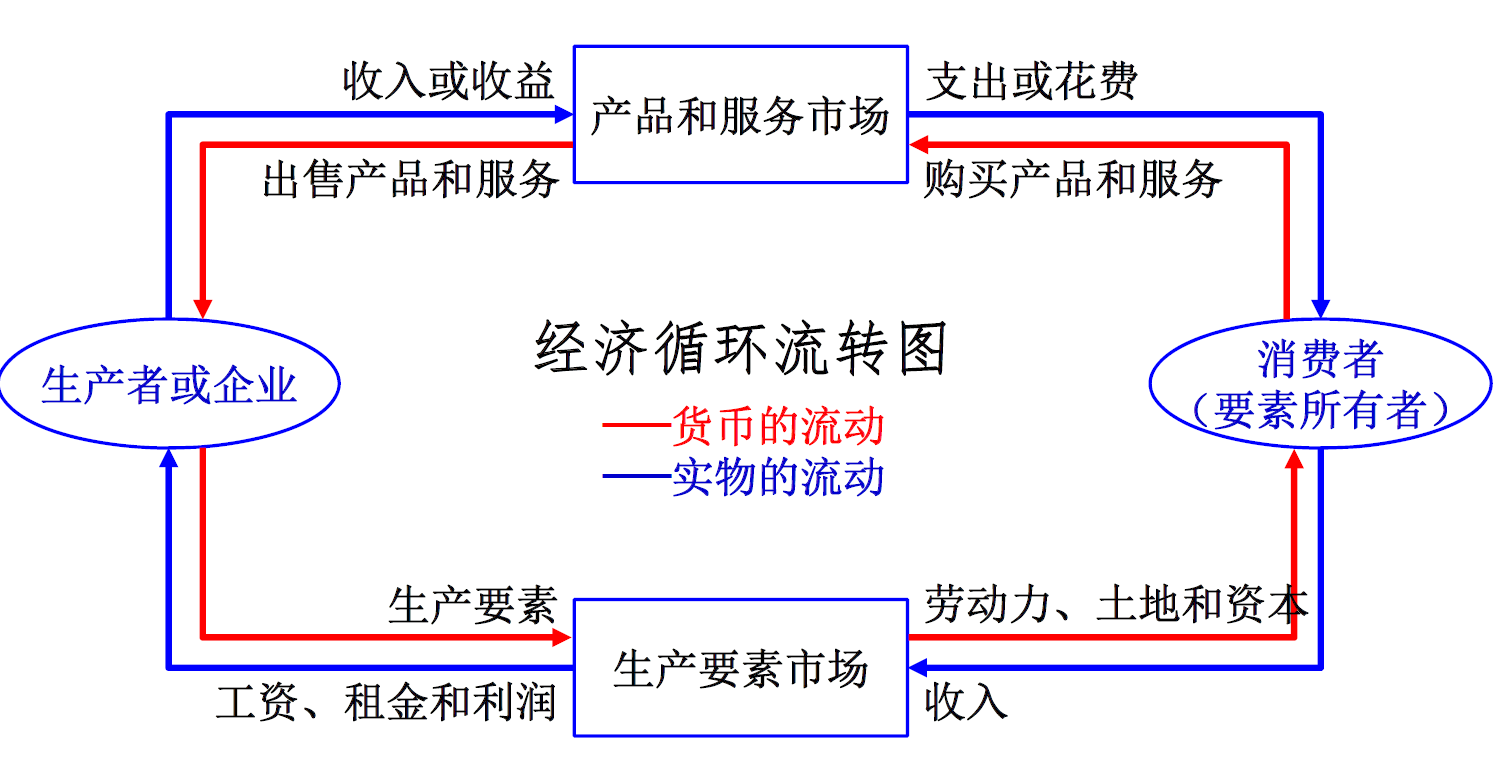 收入或收益
支出或花费
产品和服务市场
出售产品和服务
购买产品和服务
经济循环流转图
生产者或企业
消费者
（要素所有者）
货币的流动
实物的流动
生产要素
劳动力、土地和资本
生产要素市场
工资、租金和利润
收入